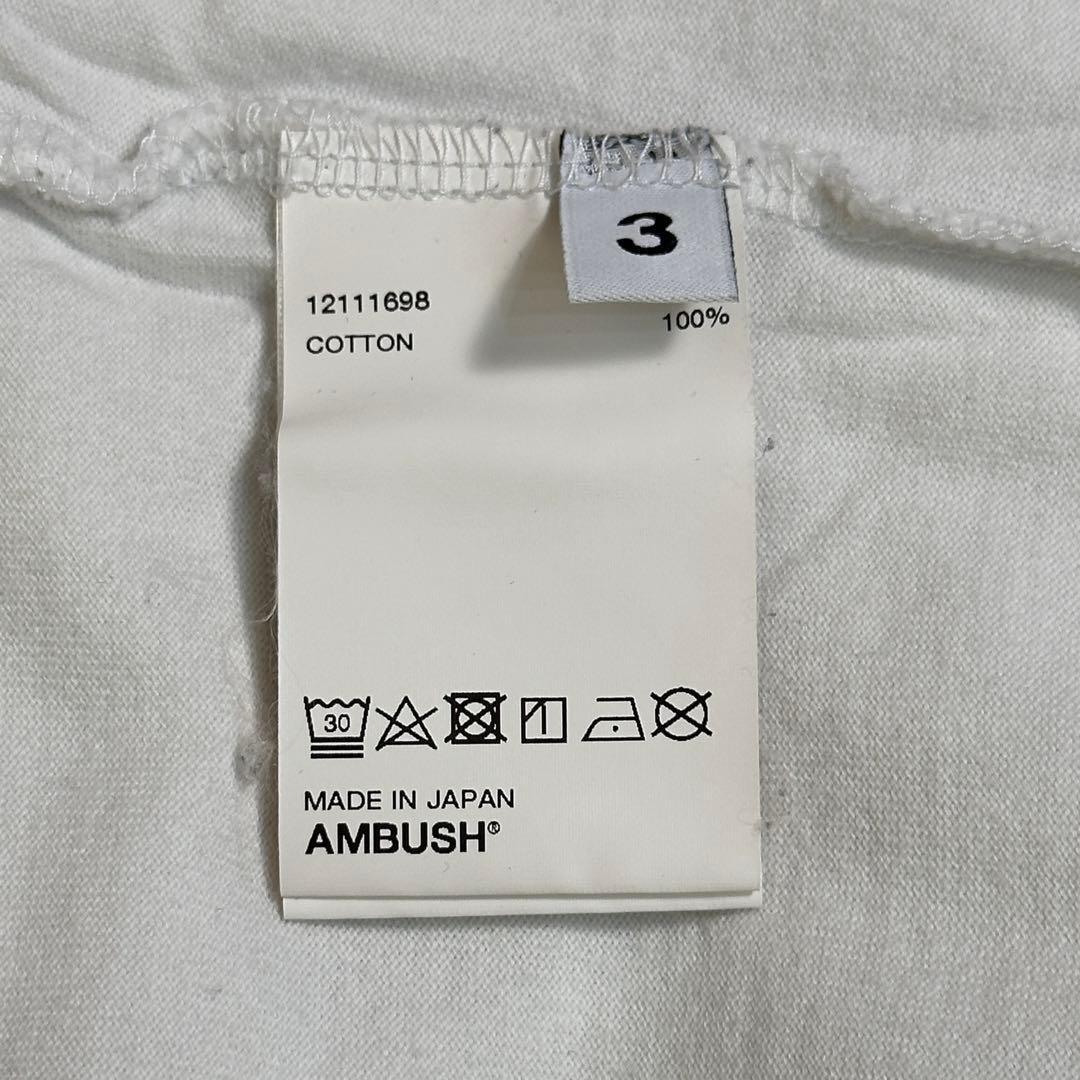 3
12111698
COTTON 100%
30
MADE IN JAPAN
AMBUSH®